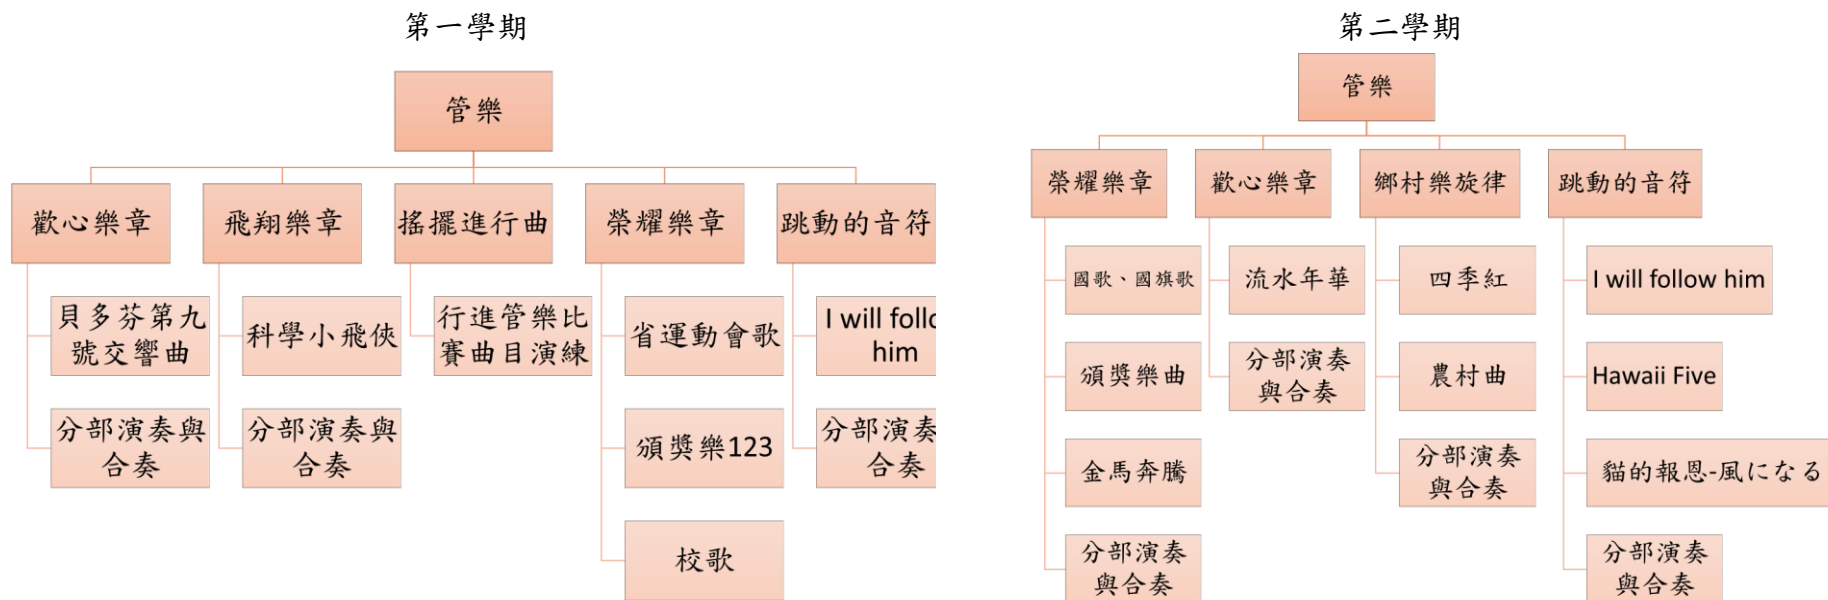 第一學期
管樂
歡心樂章
貝多芬第九
號交響曲
分部演奏與
合奏
飛翔樂章
科學小飛俠
分部演奏與
合奏
搖擺進行曲
行進管樂比
賽曲目演練
榮耀樂章
省運動會歌
頒獎樂123
校歌
跳動的音符
I will follo
him
分部演奏
合奏
第二學期
管樂
榮耀樂章
國歌、國旗歌
頒獎樂曲
金馬奔騰
分部演奏
與合奏
歡心樂章
流水年華
分部演奏
與合奏
鄉村樂旋律
四季紅
農村曲
分部演奏
與合奏
跳動的音符
I will follow him
Hawaii Five
貓的報恩-風になる
分部演奏
與合奏